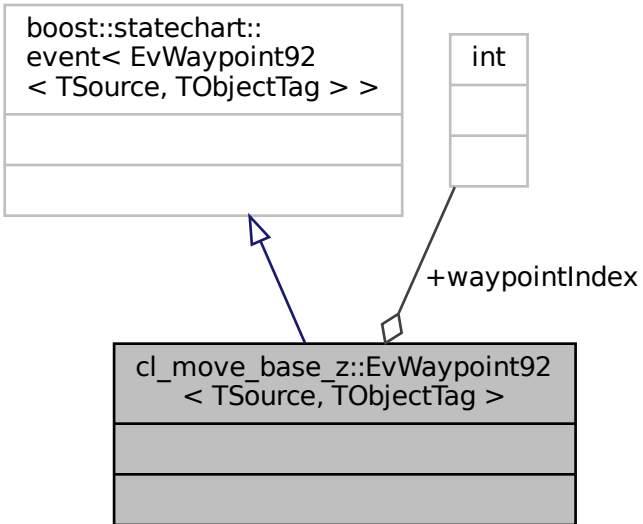 boost::statechart::
event< EvWaypoint92
< TSource, TObjectTag > >
int
+waypointIndex
cl_move_base_z::EvWaypoint92
< TSource, TObjectTag >